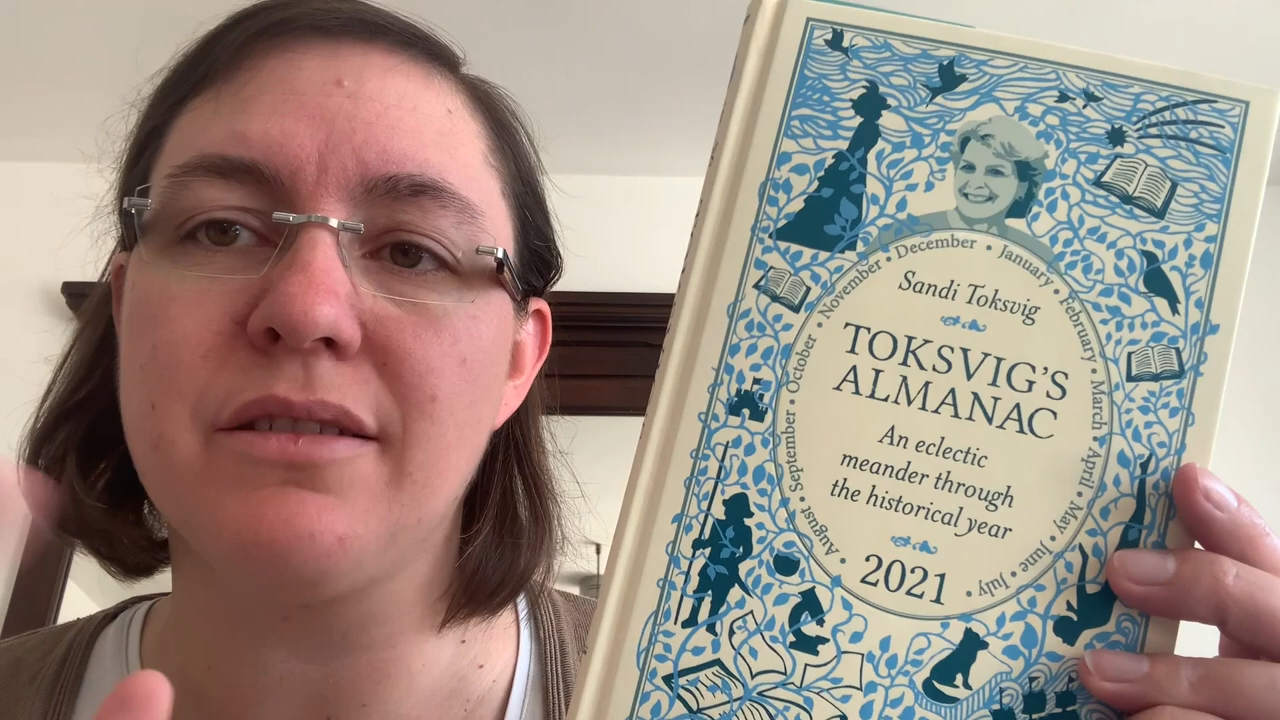 Sandi Toksvig
TOKSVIG'S
ALMANAC
An eclectic
meander through
the historical year
2021
January • February • March • April • May • June • July • August • September • October • November • December •